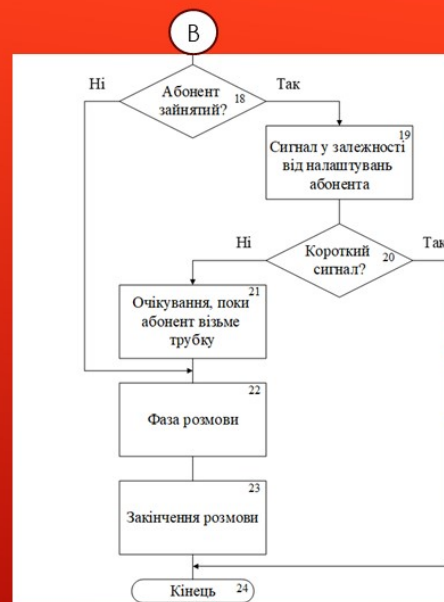 В
Ні
Так
Абонент
зайнятий?
18
19
Сигнал у залежності
від налаштувань
абонента
Ні
Так
Короткий
сигнал?
20
21
Очікування, поки
абонент візьме
трубку
22
Фаза розмови
23
Закінчення розмови
Кінець
24